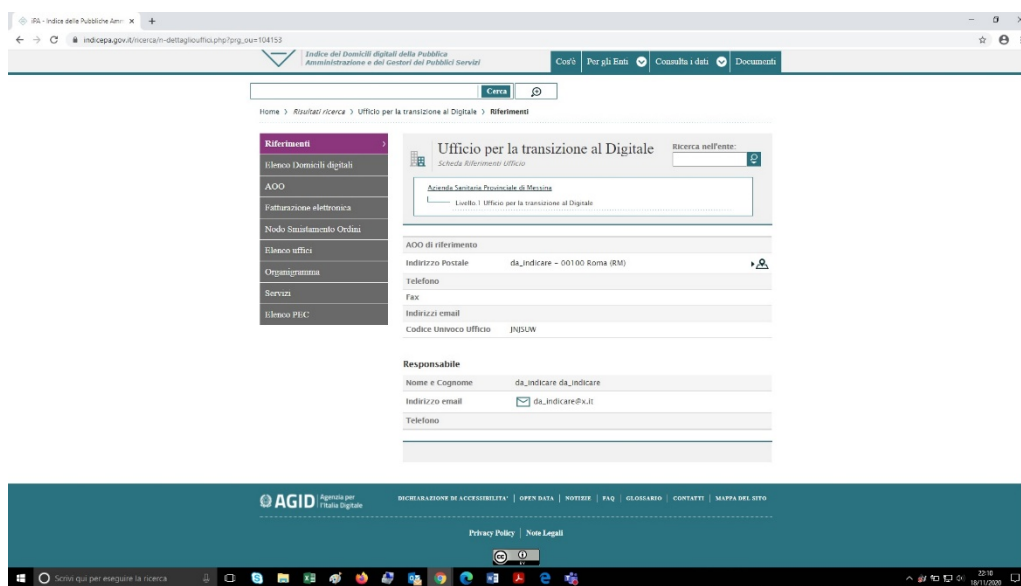 iPA - Indice delle Pubbliche Amm
indicepa.gov.it/ricerca/n-dettagliouffici.php?prg_ou=104153
Indice dei Domicili digitali della Pubblica
Amministrazione e dei Gestori dei Pubblici Servizi
Cos'è Per gli Enti Consulta i dati Documenti
Cerca
Home > Risultati ricerca > Ufficio per la transizione al Digitale > Riferimenti
Riferimenti >
Elenco Domicili digitali
AOO
Fatturazione elettronica
Nodo Smistamento Ordini
Elenco uffici
Organigramma
Servizi
Elenco PEC
Ufficio per la transizione al Digitale
Scheda Riferimenti Ufficio
Ricerca nell'ente:
Azienda Sanitaria Provinciale di Messina
Livello.1 Ufficio per la transizione al Digitale
AOO di riferimento
Indirizzo Postale da_indicare - 00100 Roma (RM)
Telefono
Fax
Indirizzi email
Codice Univoco Ufficio JNJSUW
Responsabile
Nome e Cognome da_indicare da_indicare
Indirizzo email da_indicare@x.it
Telefono
AGID Agenzia per l'Italia Digitale
DICHIARAZIONE DI ACCESSIBILITA' | OPEN DATA | NOTIZIE | FAQ | GLOSSARIO | CONTATTI | MAPPA DEL SITO
Privacy Policy | Note Legali
cc BY
Scrivi qui per eseguire la ricerca
22:10
18/11/2020